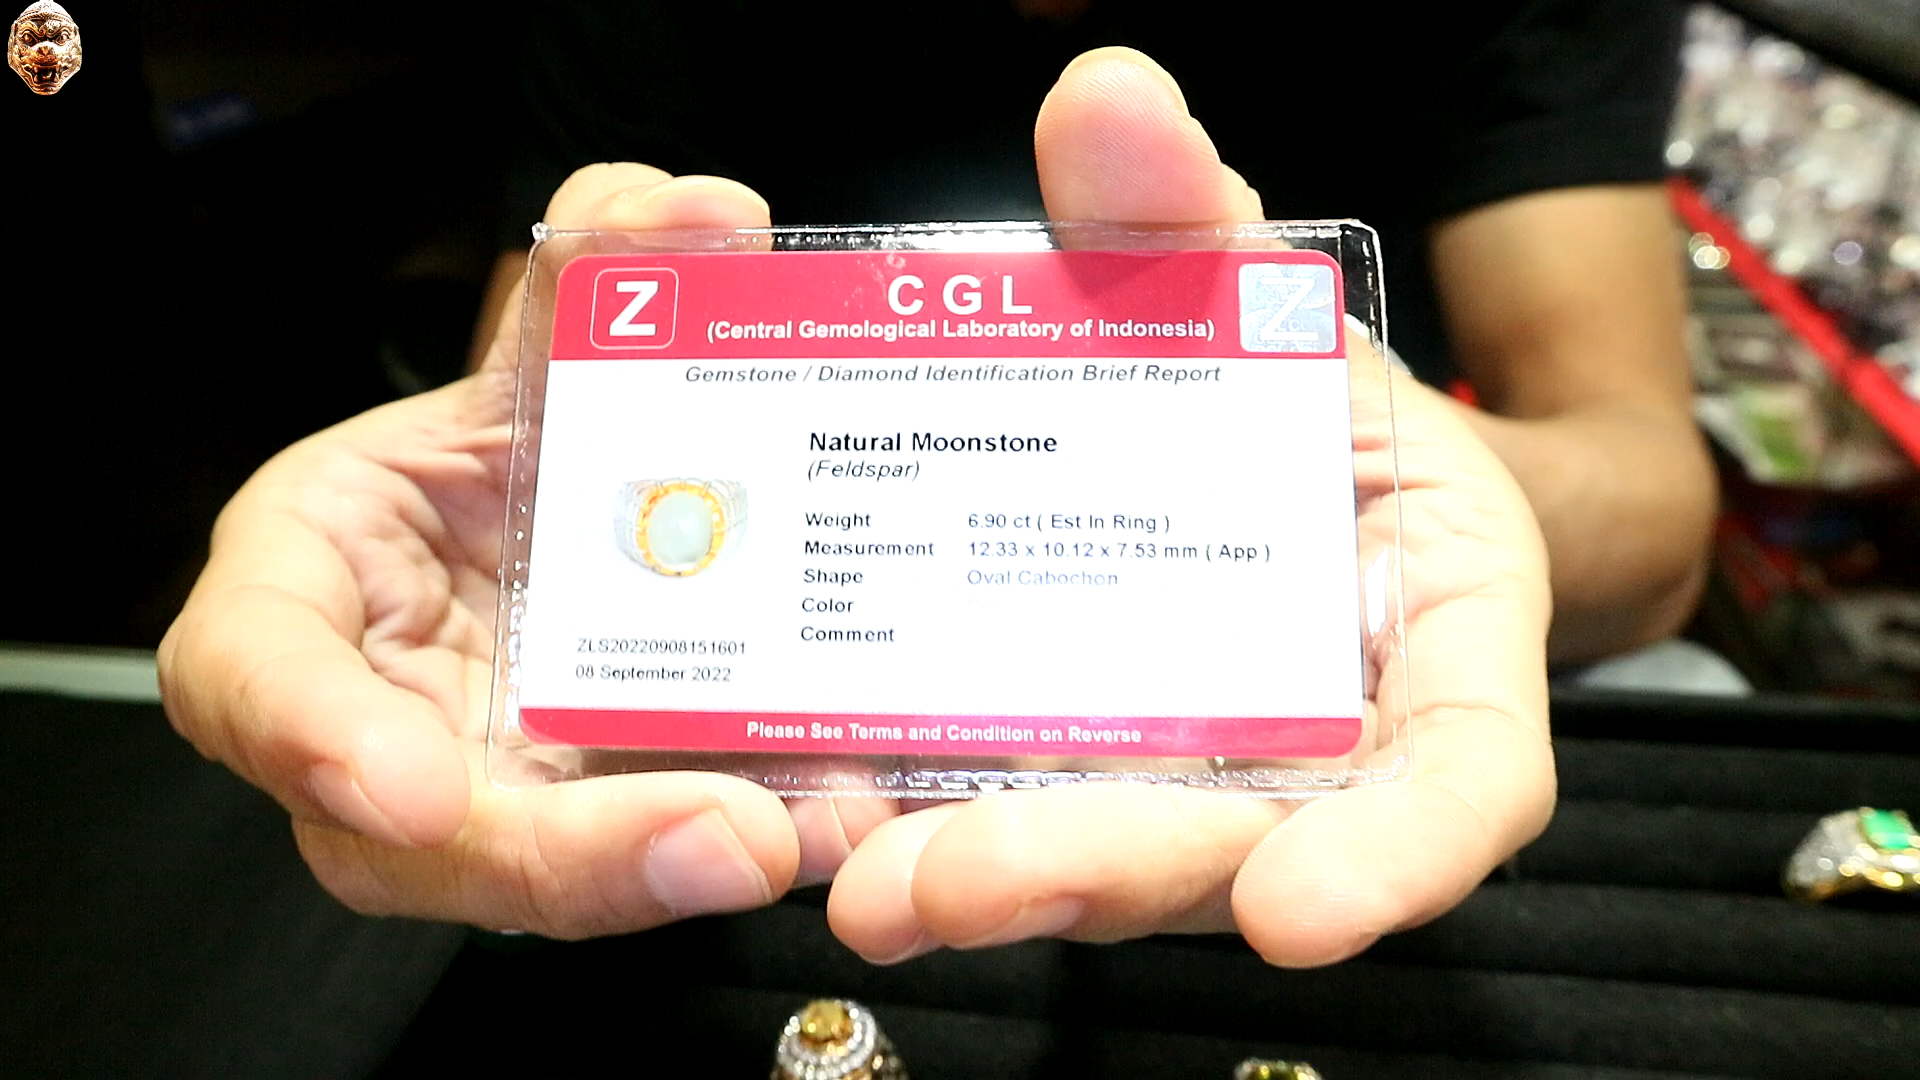 Z
CGL
Z
(Central Gemological Laboratory of Indonesia)
Gemstone / Diamond Identification Brief Report
Natural Moonstone
(Feldspar)
Weight 6.90 ct ( Est In Ring )
Measurement 12.33 x 10.12 x 7.53 mm ( App )
Shape Oval Cabochon
Color
Comment
ZLS20220908151601
08 September 2022
Please See Terms and Condition on Reverse